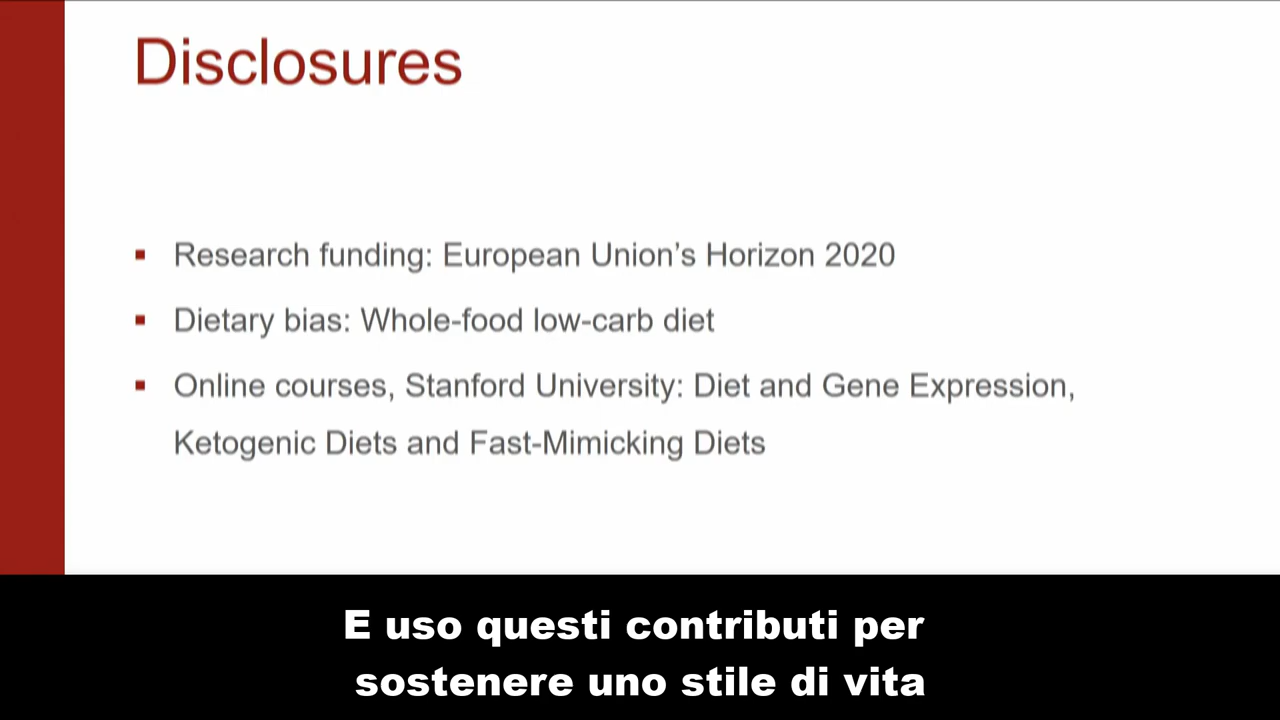 Disclosures
▪ Research funding: European Union’s Horizon 2020
▪ Dietary bias: Whole-food low-carb diet
▪ Online courses, Stanford University: Diet and Gene Expression,
Ketogenic Diets and Fast-Mimicking Diets
E uso questi contributi per
sostenere uno stile di vita